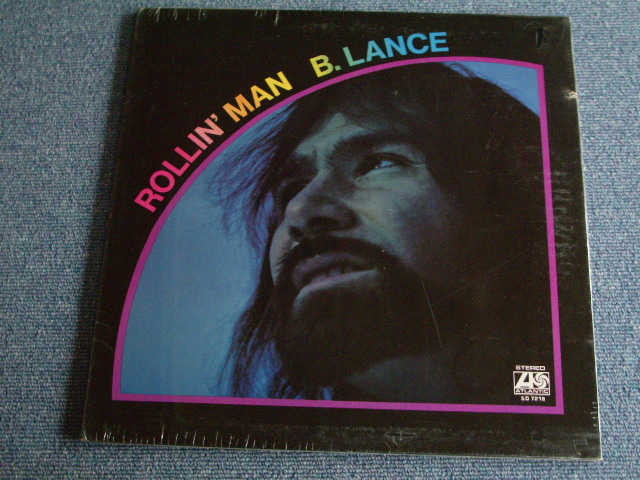 ROLLIN' MAN B. LANCE
STEREO
ATLANTIC
SD 7218